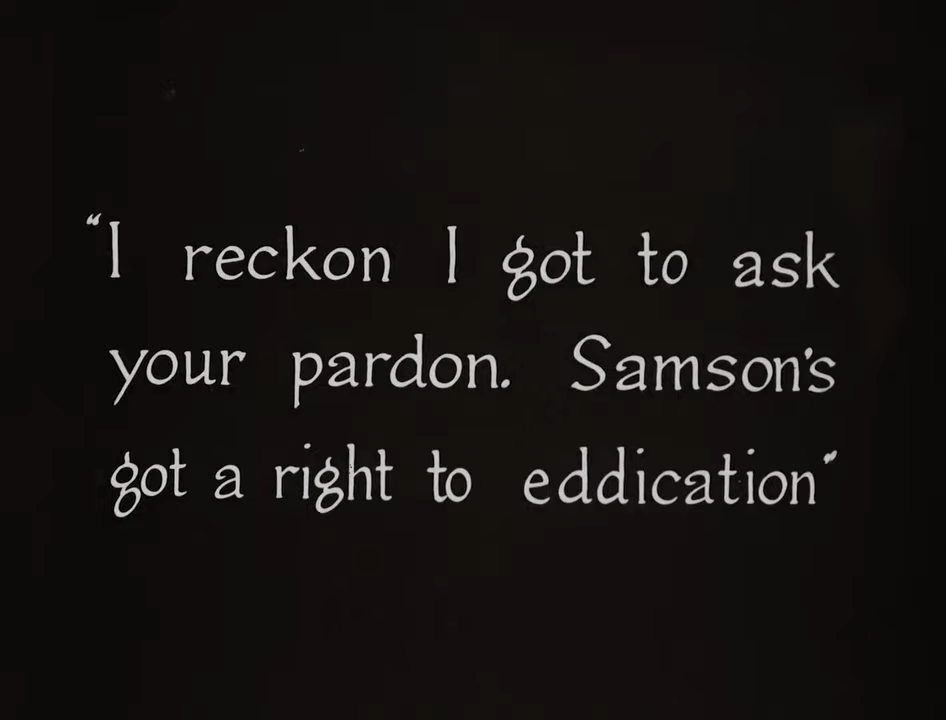 “I reckon I got to ask
your pardon. Samson's
got a right to eddication”